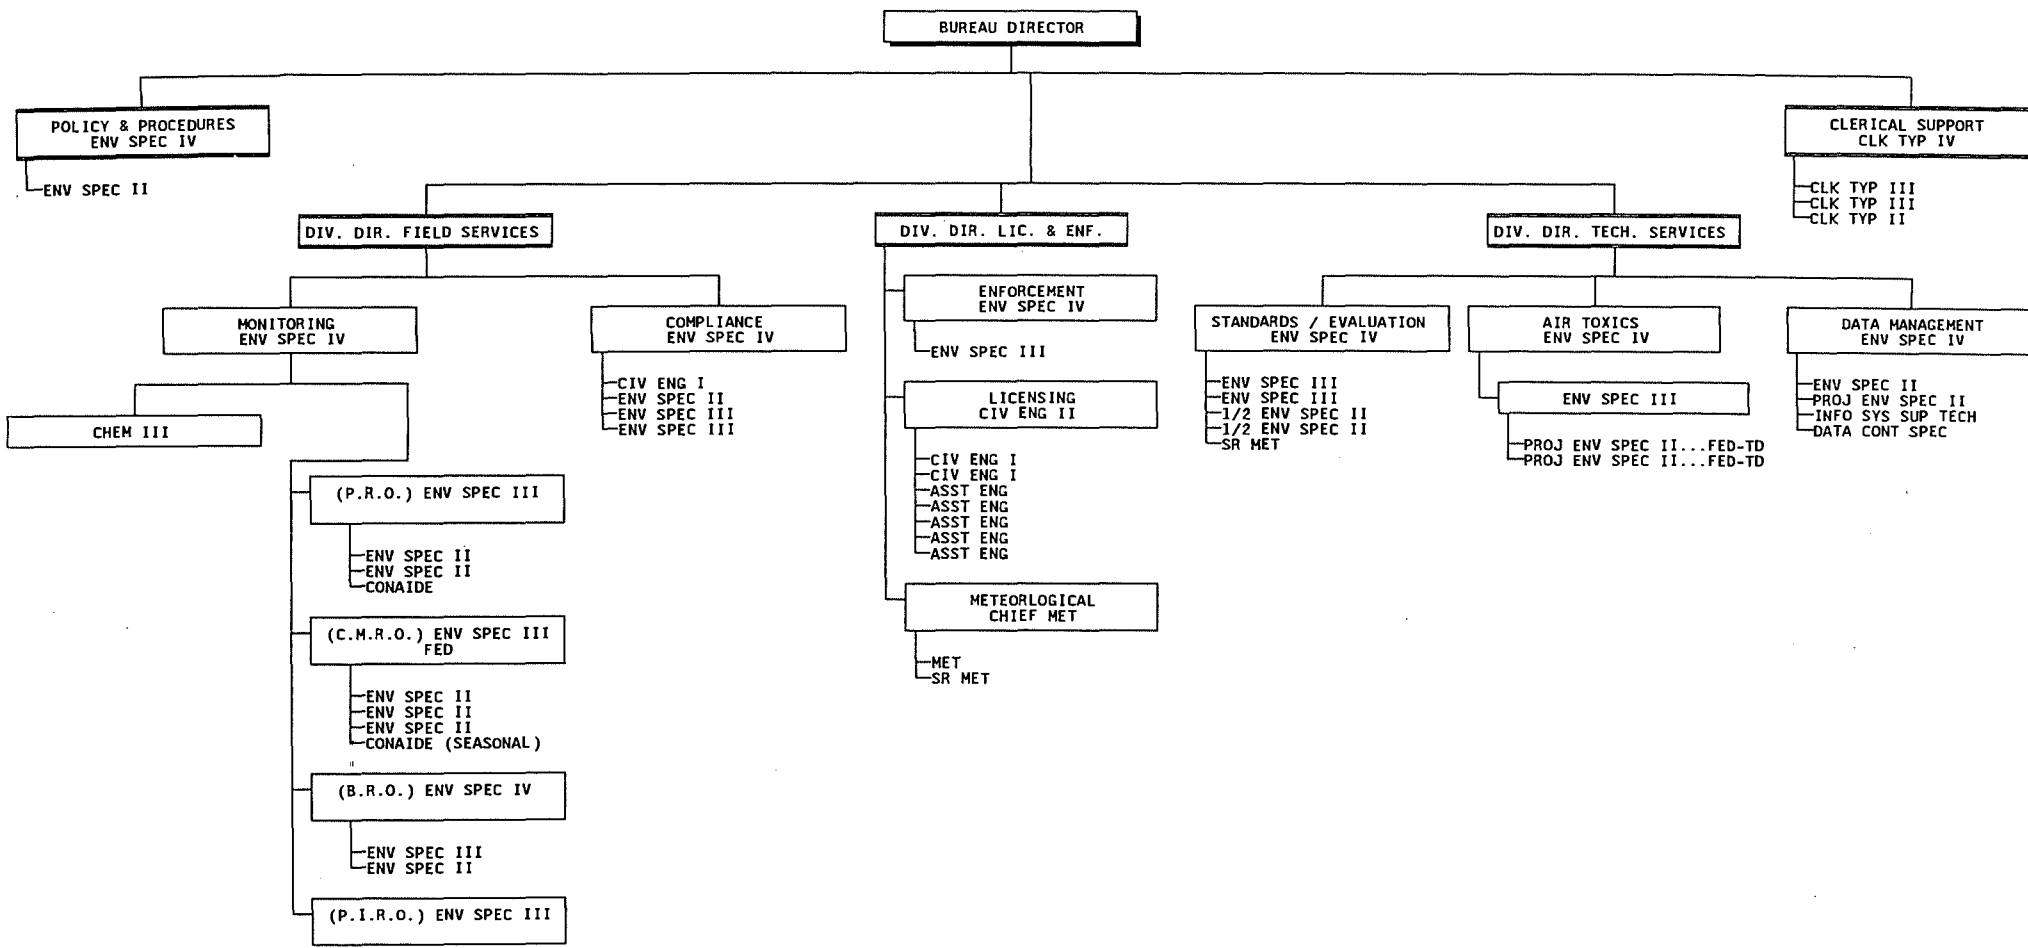 BUREAU DIRECTOR
POLICY & PROCEDURES
ENV SPEC IV
ENV SPEC II
CLERICAL SUPPORT
CLK TYP IV
CLK TYP III
CLK TYP III
CLK TYP II
DIV. DIR. FIELD SERVICES
DIV. DIR. LIC. & ENF.
DIV. DIR. TECH. SERVICES
MONITORING
ENV SPEC IV
CHEM III
(P.R.O.) ENV SPEC III
ENV SPEC II
ENV SPEC II
CONAIDE
(C.M.R.O.) ENV SPEC III
FED
ENV SPEC II
ENV SPEC II
ENV SPEC II
CONAIDE (SEASONAL)
(B.R.O.) ENV SPEC IV
ENV SPEC III
ENV SPEC II
(P.I.R.O.) ENV SPEC III
COMPLIANCE
ENV SPEC IV
CIV ENG I
ENV SPEC II
ENV SPEC III
ENV SPEC III
ENFORCEMENT
ENV SPEC IV
ENV SPEC III
LICENSING
CIV ENG II
CIV ENG I
CIV ENG I
ASST ENG
ASST ENG
ASST ENG
ASST ENG
ASST ENG
METEORLOGICAL
CHIEF MET
MET
SR MET
STANDARDS / EVALUATION
ENV SPEC IV
ENV SPEC III
ENV SPEC III
1/2 ENV SPEC II
1/2 ENV SPEC II
SR MET
AIR TOXICS
ENV SPEC IV
ENV SPEC III
PROJ ENV SPEC II...FED-TD
PROJ ENV SPEC II...FED-TD
DATA MANAGEMENT
ENV SPEC IV
ENV SPEC II
PROJ ENV SPEC II
INFO SYS SUP TECH
DATA CONT SPEC